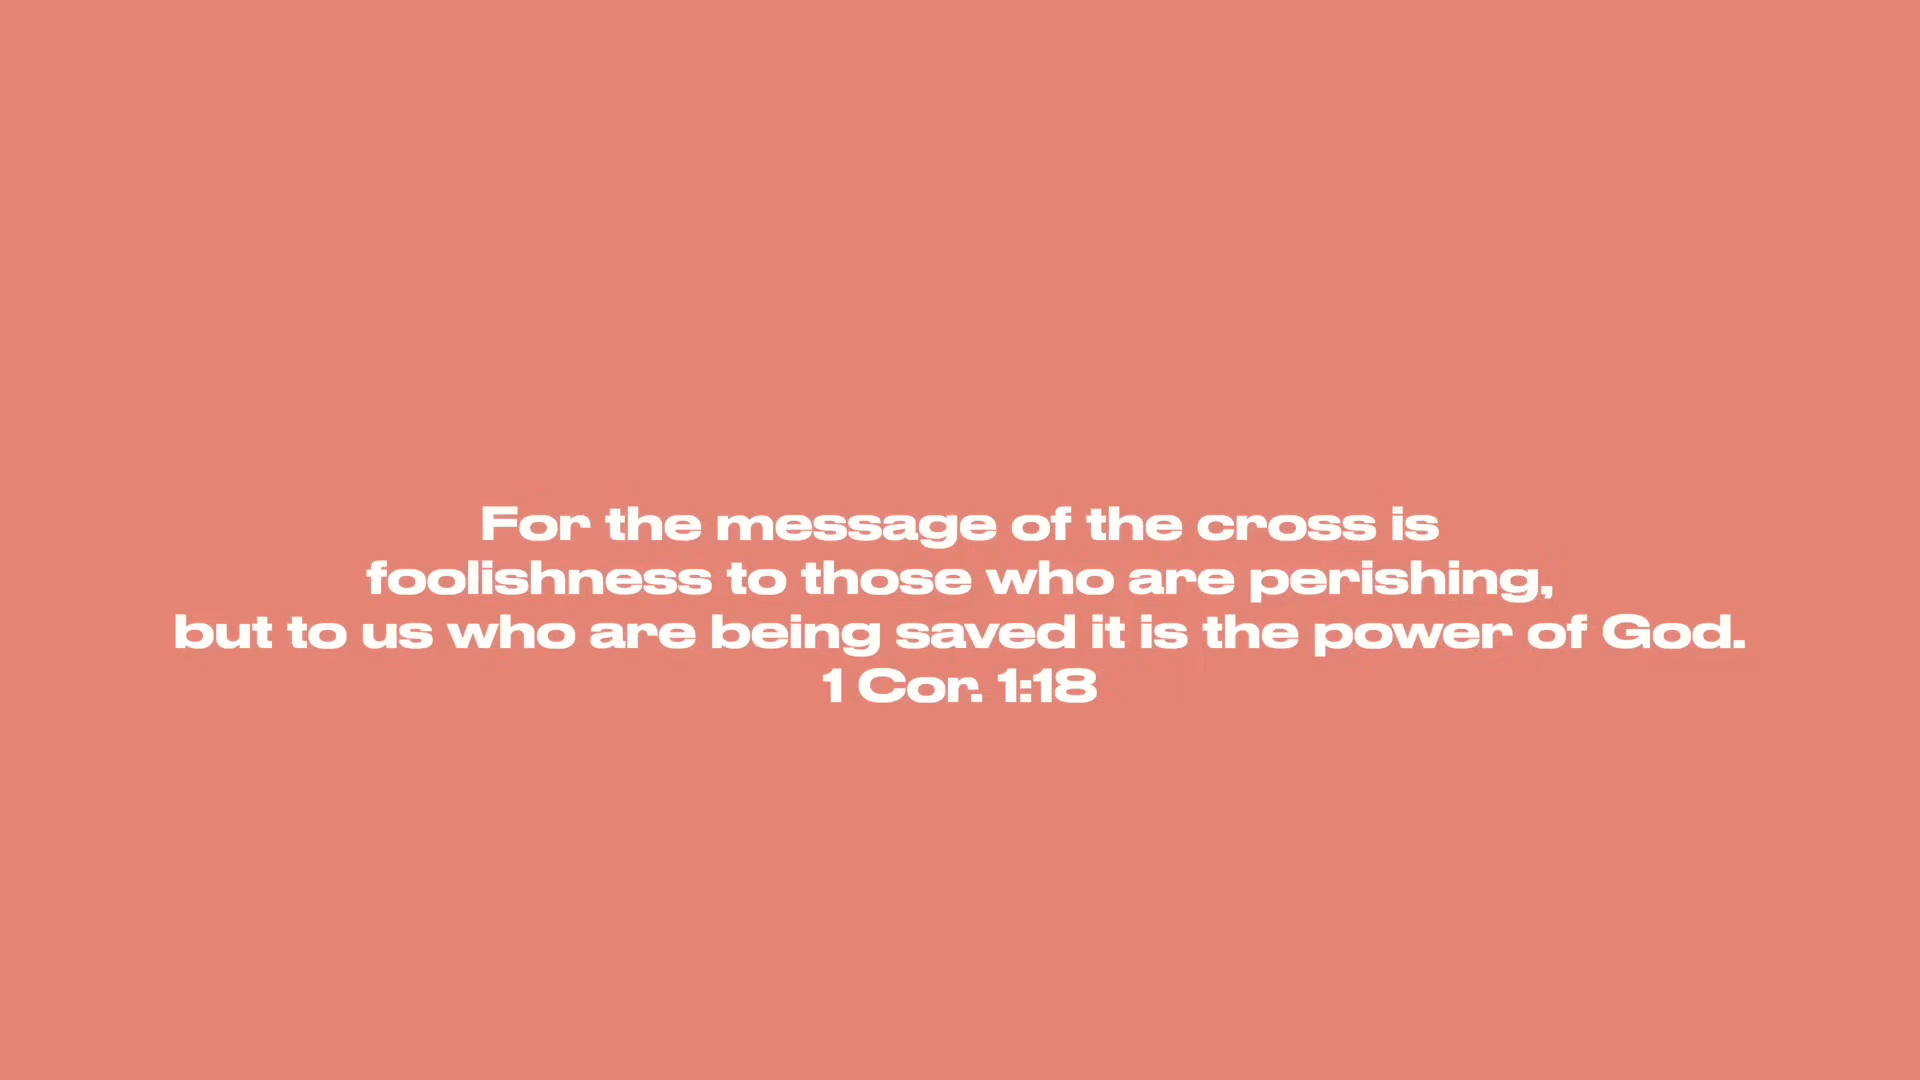 For the message of the cross is
foolishness to those who are perishing,
but to us who are being saved it is the power of God.
1 Cor. 1:18